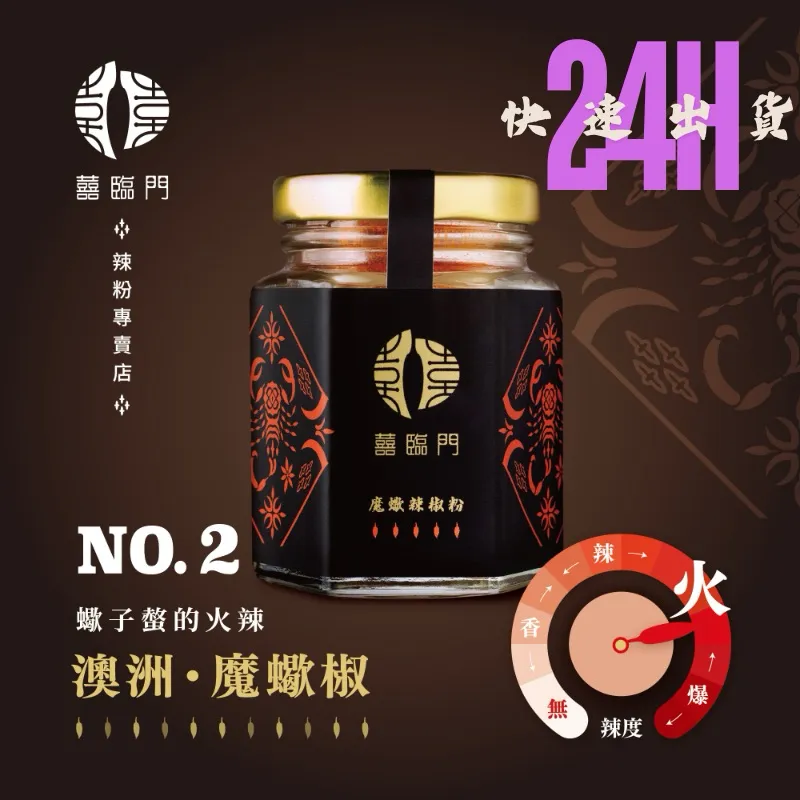 囍臨門
辣粉專賣店
24H
快速出貨
囍臨門
魔蠍辣椒粉
NO.2
蠍子螫的火辣
澳洲·魔蠍椒
無
香
辣
火
爆
辣度